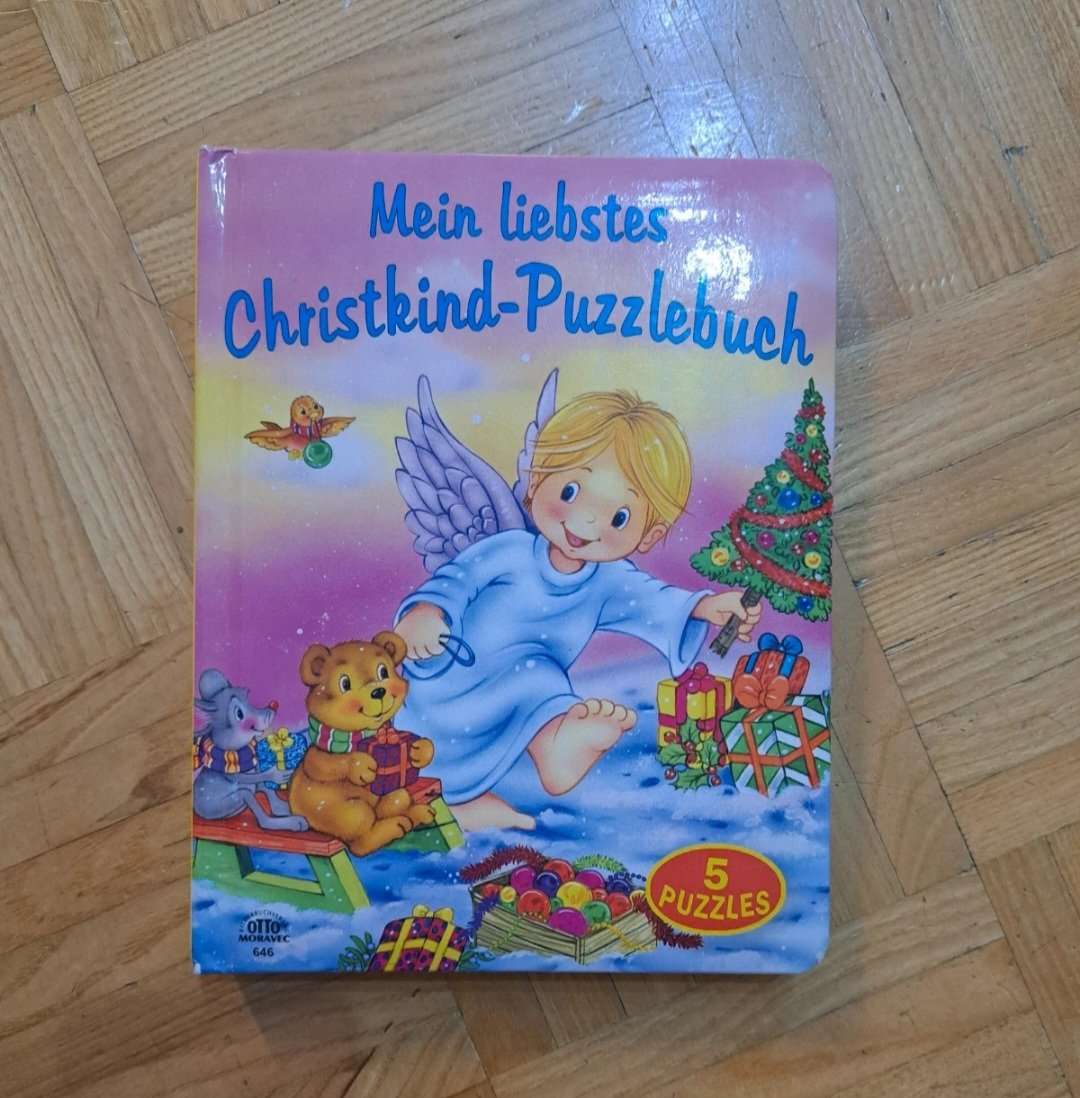 Mein liebstes
Christkind-Puzzlebuch
5
PUZZLES
OTTO
MORAVEC
646